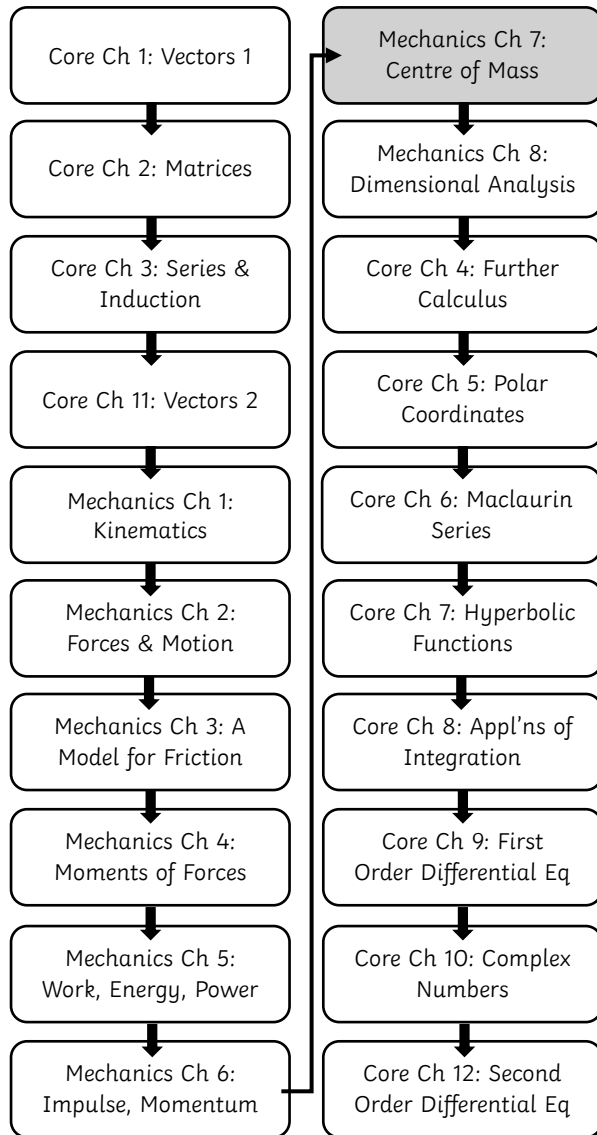 Core Ch 1: Vectors 1
Core Ch 2: Matrices
Core Ch 3: Series &
Induction
Core Ch 11: Vectors 2
Mechanics Ch 1:
Kinematics
Mechanics Ch 2:
Forces & Motion
Mechanics Ch 3: A
Model for Friction
Mechanics Ch 4:
Moments of Forces
Mechanics Ch 5:
Work, Energy, Power
Mechanics Ch 6:
Impulse, Momentum
Mechanics Ch 7:
Centre of Mass
Mechanics Ch 8:
Dimensional Analysis
Core Ch 4: Further
Calculus
Core Ch 5: Polar
Coordinates
Core Ch 6: Maclaurin
Series
Core Ch 7: Hyperbolic
Functions
Core Ch 8: Appl’ns of
Integration
Core Ch 9: First
Order Differential Eq
Core Ch 10: Complex
Numbers
Core Ch 12: Second
Order Differential Eq